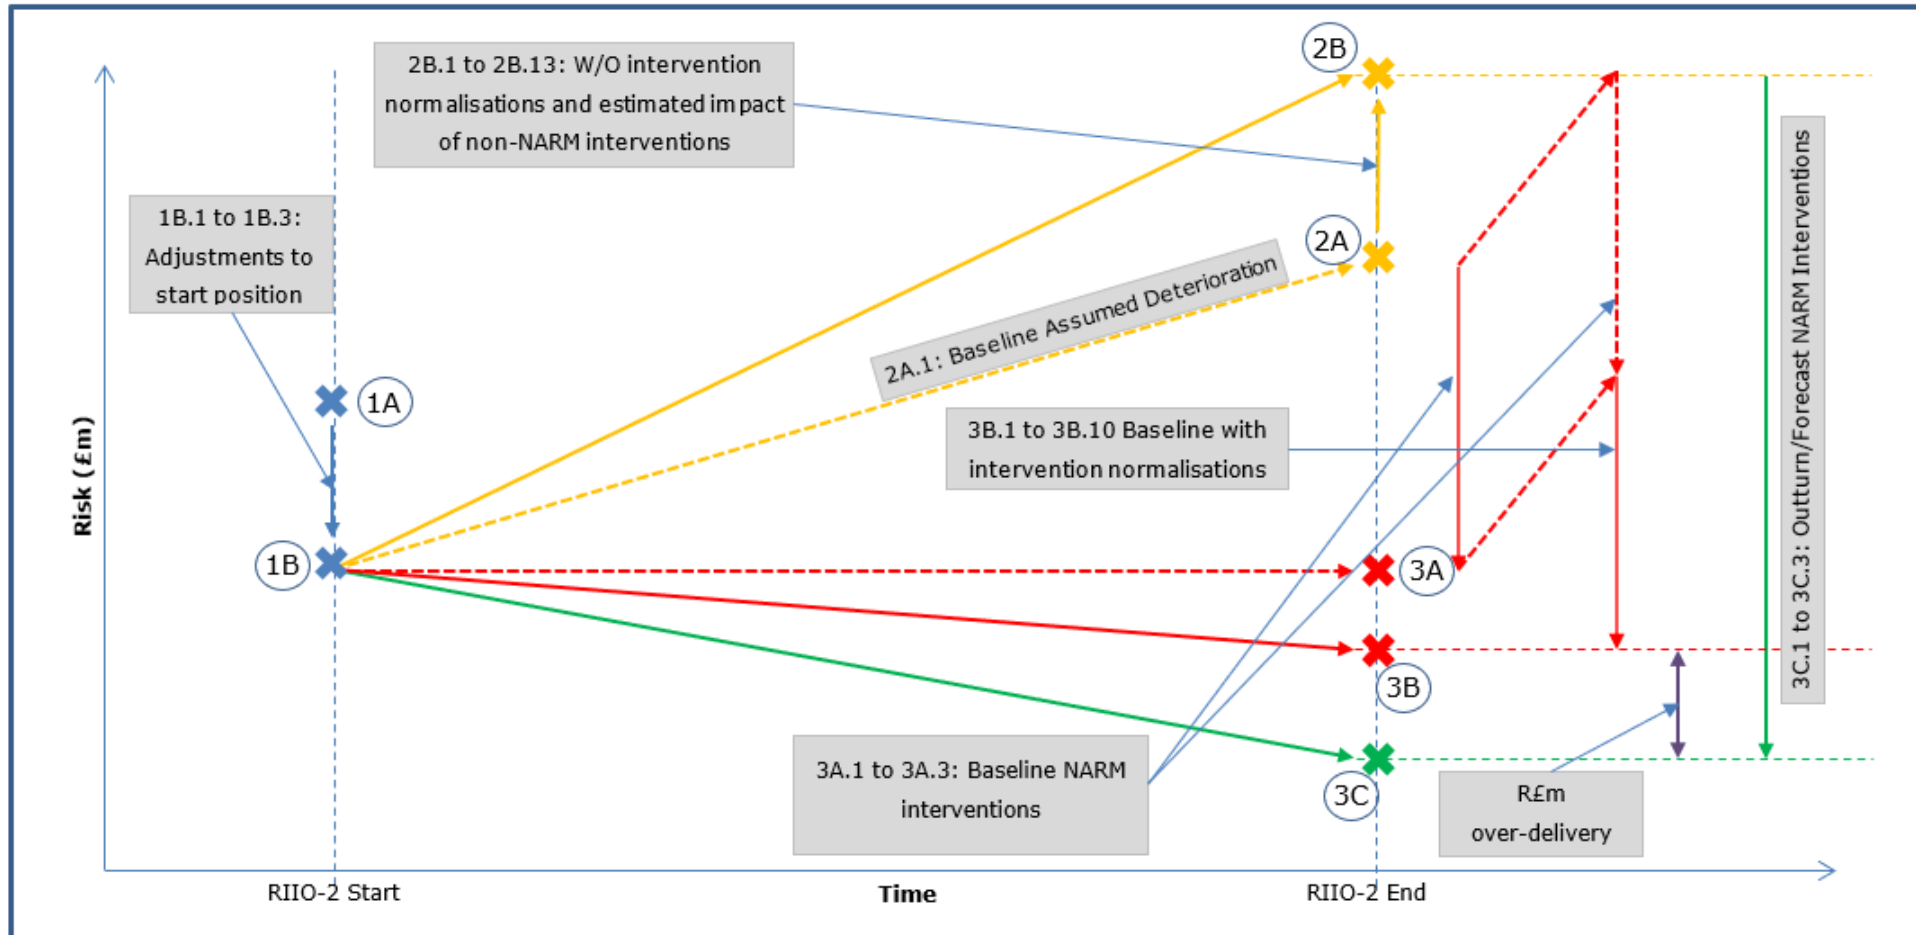 2B
2B.1 to 2B.13: W/O intervention
normalisations and estimated impact
of non-NARM interventions
1B.1 to 1B.3:
Adjustments to
start position
2A
2A.1: Baseline Assumed Deterioration
3C.1 to 3C.3: Outturn/Forecast NARM Interventions
1A
3B.1 to 3B.10 Baseline with
intervention normalisations
Risk (£m)
1B
3A
3B
3A.1 to 3A.3: Baseline NARM
interventions
3C
R£m
over-delivery
RIIO-2 Start
Time
RIIO-2 End